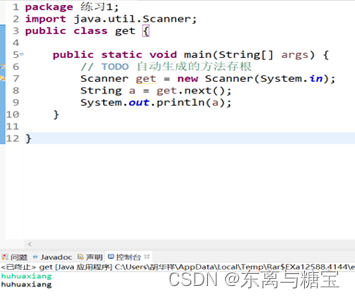 1 package 练习1;
2 import java.util.Scanner;
3 public class get {
4
5 public static void main(String[] args) {
6 // TODO 自动生成的方法存根
7 Scanner get = new Scanner(System.in);
8 String a = get.next();
9 System.out.println(a);
10 }
11
12 }
问题 Javadoc 声明 控制台
<已终止> get [Java 应用程序] C:\Users\胡华祥\AppData\Local\Temp\Rar$EXa12588.4144\e
huhuaxiang
huhuaxiang
CSDN @东离与糖宝